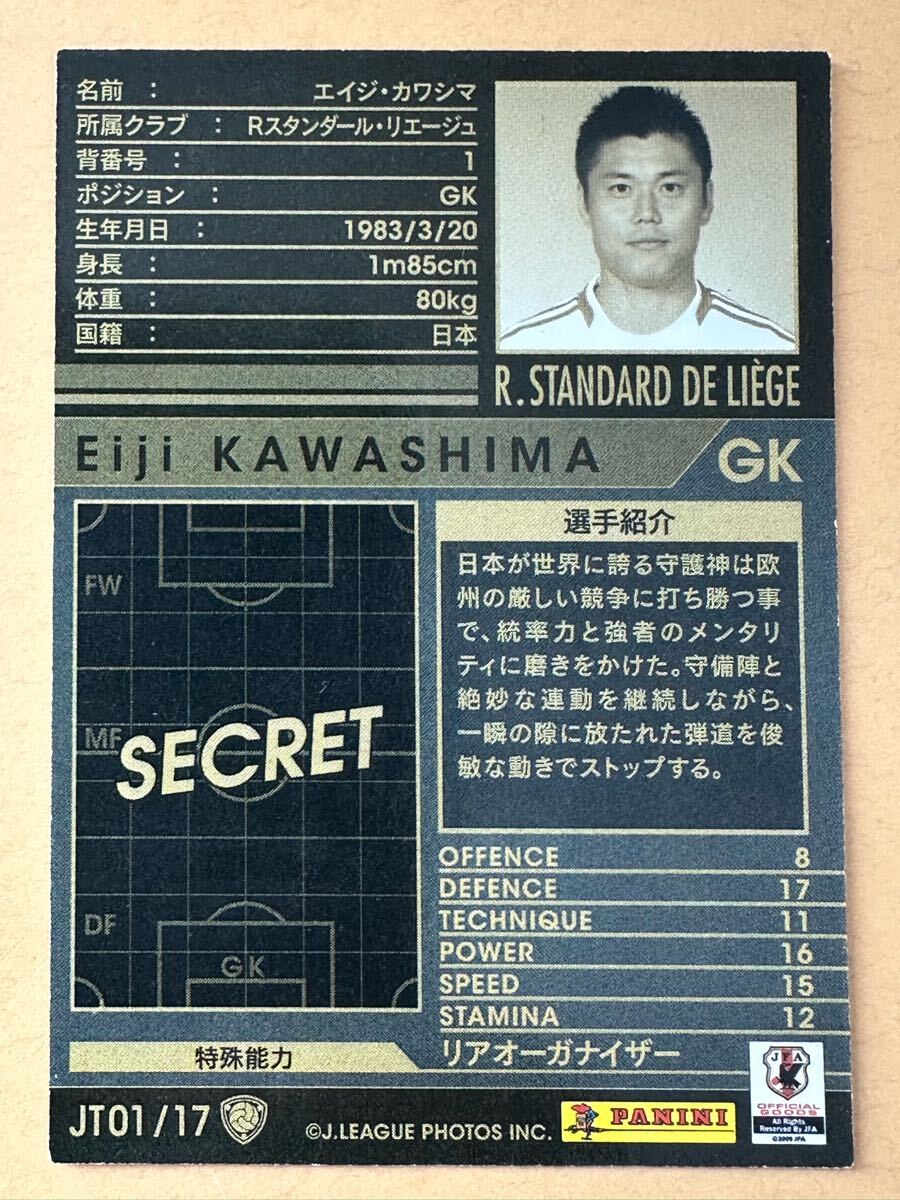 名前 : エイジ・カワシマ
所属クラブ : Rスタンダール・リエージュ
背番号 : 1
ポジション : GK
生年月日 : 1983/3/20
身長 : 1m85cm
体重 : 80kg
国籍 : 日本
R. STANDARD DE LIÈGE
Eiji KAWASHIMA GK
FW
MF
SECRET
DF
GK
選手紹介
日本が世界に誇る守護神は欧
州の厳しい競争に打ち勝つ事
で、統率力と強者のメンタリ
ティに磨きをかけた。守備陣と
絶妙な連動を継続しながら、
一瞬の隙に放たれた弾道を俊
敏な動きでストップする。
OFFENCE 8
DEFENCE 17
TECHNIQUE 11
POWER 16
SPEED 15
STAMINA 12
特殊能力 リアオーガナイザー
JT01/17
©J.LEAGUE PHOTOS INC.
PANINI
JFA
OFFICIAL
GOODS
All Rights
Reserved By JFA
©2009 JFA